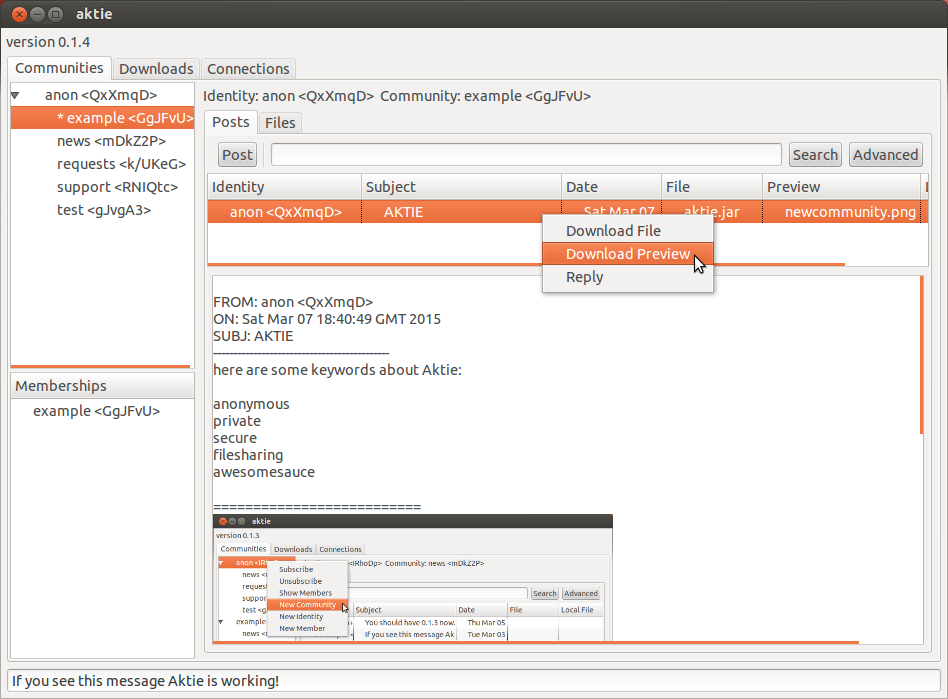 aktie
version 0.1.4
Communities Downloads Connections
anon <QxXmqD>
* example <GgJFvU>
news <mDkZ2P>
requests <k/UKeG>
support <RNIQtc>
test <gJvgA3>
Memberships
example <GgJFvU>
Identity: anon <QxXmqD> Community: example <GgJFvU>
Posts Files
Post Search Advanced
Identity Subject Date File Preview
anon <QxXmqD> AKTIE Sat Mar 07 aktie.jar newcommunity.png
Download File
Download Preview
Reply
FROM: anon <QxXmqD>
ON: Sat Mar 07 18:40:49 GMT 2015
SUBJ: AKTIE
--------------------------------------------
here are some keywords about Aktie:
anonymous
private
secure
filesharing
awesomesauce
==========================
aktie
version 0.1.3
Communities Downloads Connections
anon <IRh
news <
reques
suppor
test <g
example
news <
Subscribe
Unsubscribe
Show Members
New Community
New Identity
New Member
IRhoDp> Community: news <mDkZ2P>
Search Advanced
Subject Date File Local File
You should have 0.1.3 now. Thu Mar 05
If you see this message Ak Tue Mar 03
If you see this message Aktie is working!